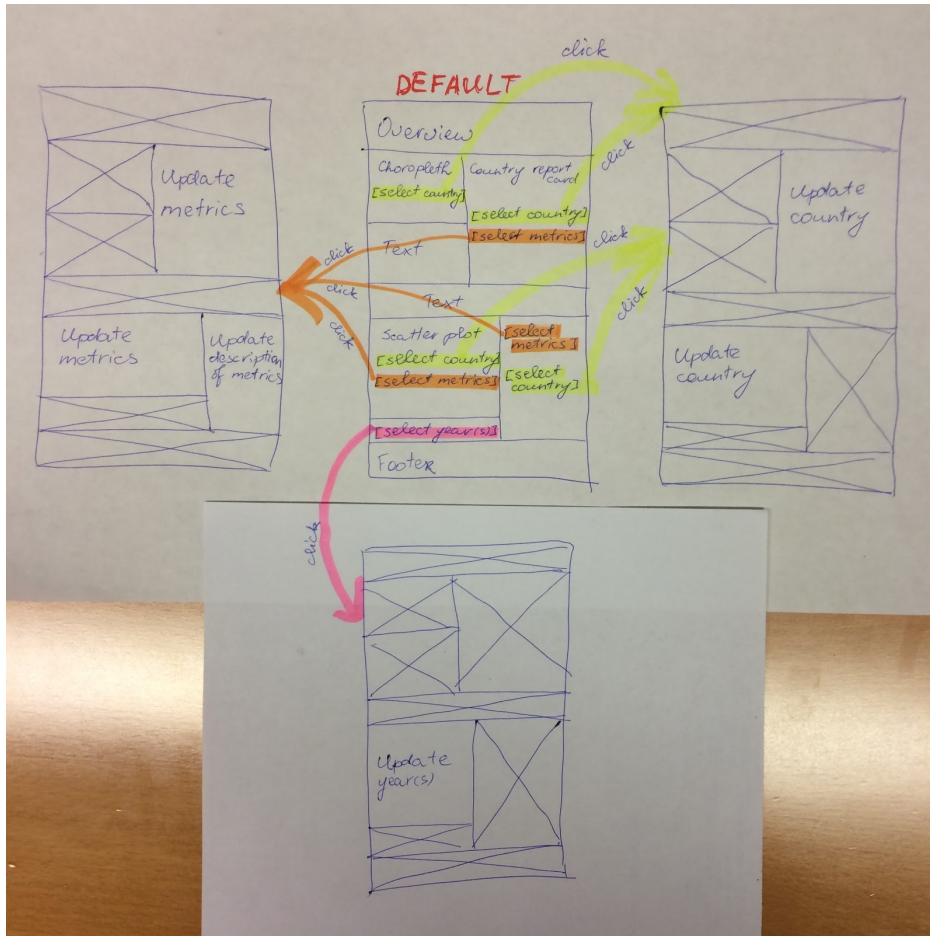 click
DEFAULT
Overview
Choropleth
[select country]
Country report
card
[select country]
[select metrics]
Text
Text
Scatter plot
[select country]
[select metrics]
[select year(s)]
[select
metrics]
[select
country]
Footer
click
click
click
click
click
click
click
Update
metrics
Update
metrics
Update
description
of metrics
Update
country
Update
country
Update
year(s)